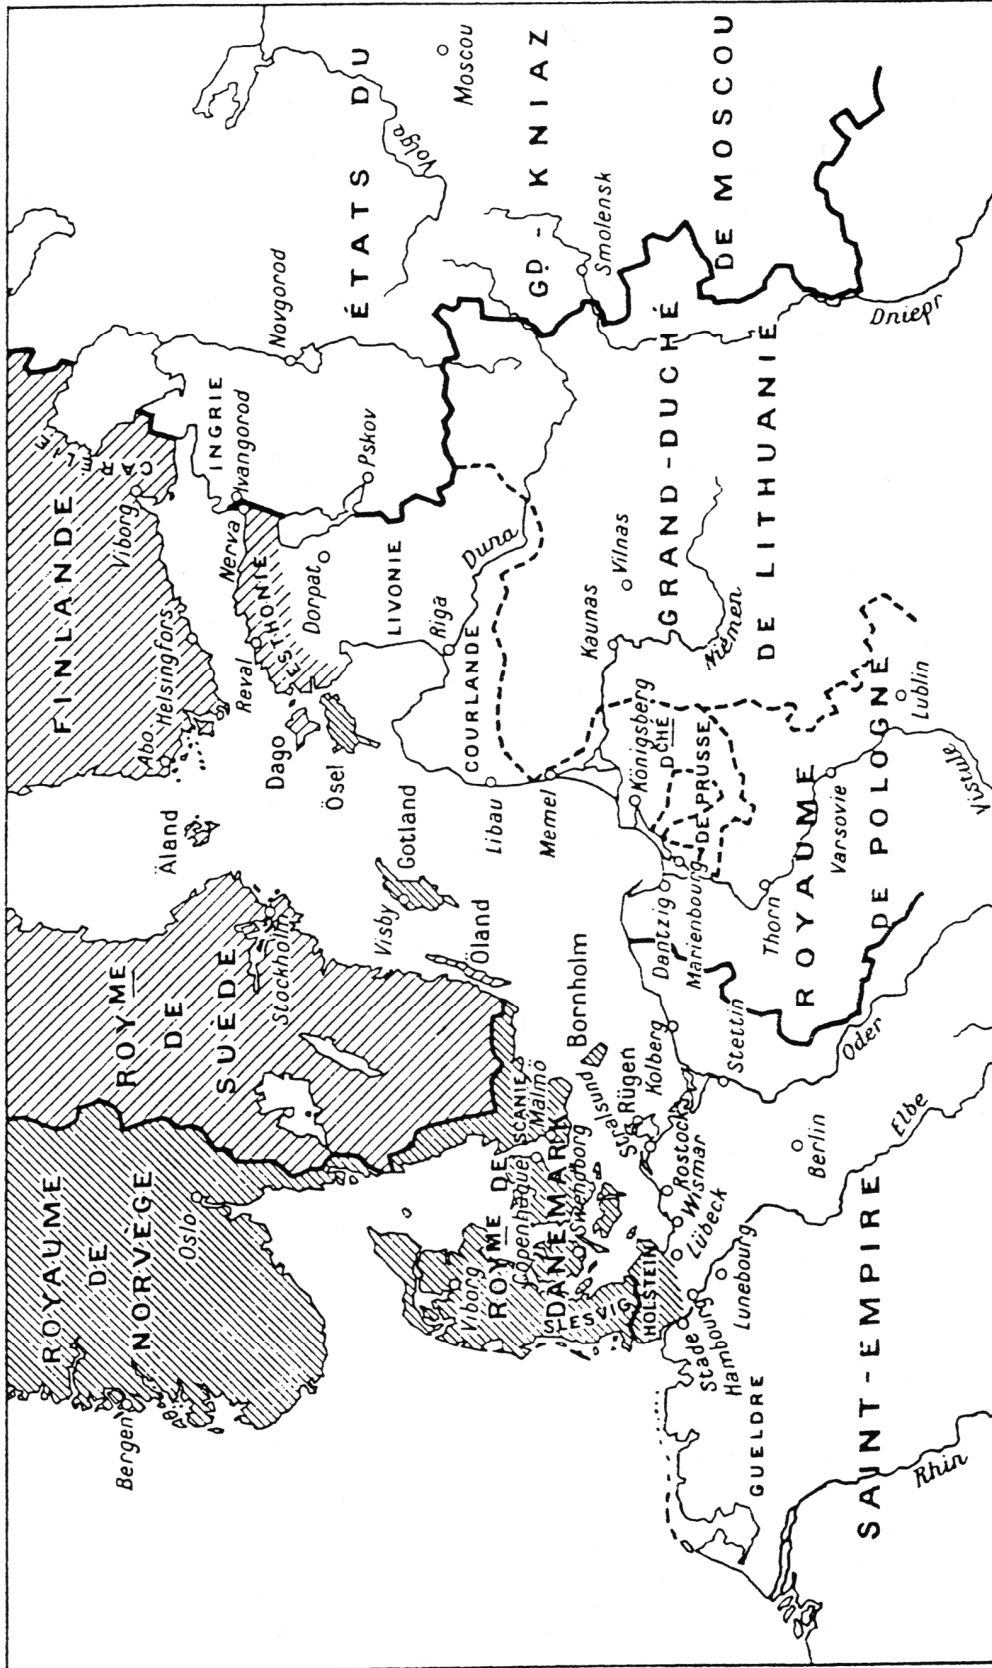 ROYAUME
DE
NORVEGE
Bergen
Oslo
ROYME
DE
SUÈDE
Stockholm
FINLANDE
CARÉLIE
Viborg
Helsingfors
Abo
Äland
INGRIE
Ivangorod
Nerva
Reval
ESTHONIE
Dorpat
Dago
Ösel
Novgorod
Pskov
LIVONIE
Riga
Duna
COURLANDE
Libau
Memel
Gotland
Visby
Öland
Bornholm
ÉTATS DU
GD - KNIAZ
DE MOSCOU
Moscou
Volga
Smolensk
Dniepr
GRAND-DUCHÉ
DE LITHUANIE
Vilnas
Kaunas
Niémen
Königsberg
DCHÉ
DE PRUSSE
Marienbourg
Dantzig
Thorn
ROYAUME
DE POLOGNE
Varsovie
Lublin
Vistule
ROYME DE
DANEMARK
Viborg
Copenhague
Swenborg
SCANIE
Malmö
SLESVIG
HOLSTEIN
Stralsund
Rügen
Kolberg
Stettin
Rostock
Wismar
Lübeck
Lunebourg
Hambourg
Stade
GUELDRE
Berlin
Oder
Elbe
SAINT-EMPIRE
Rhin